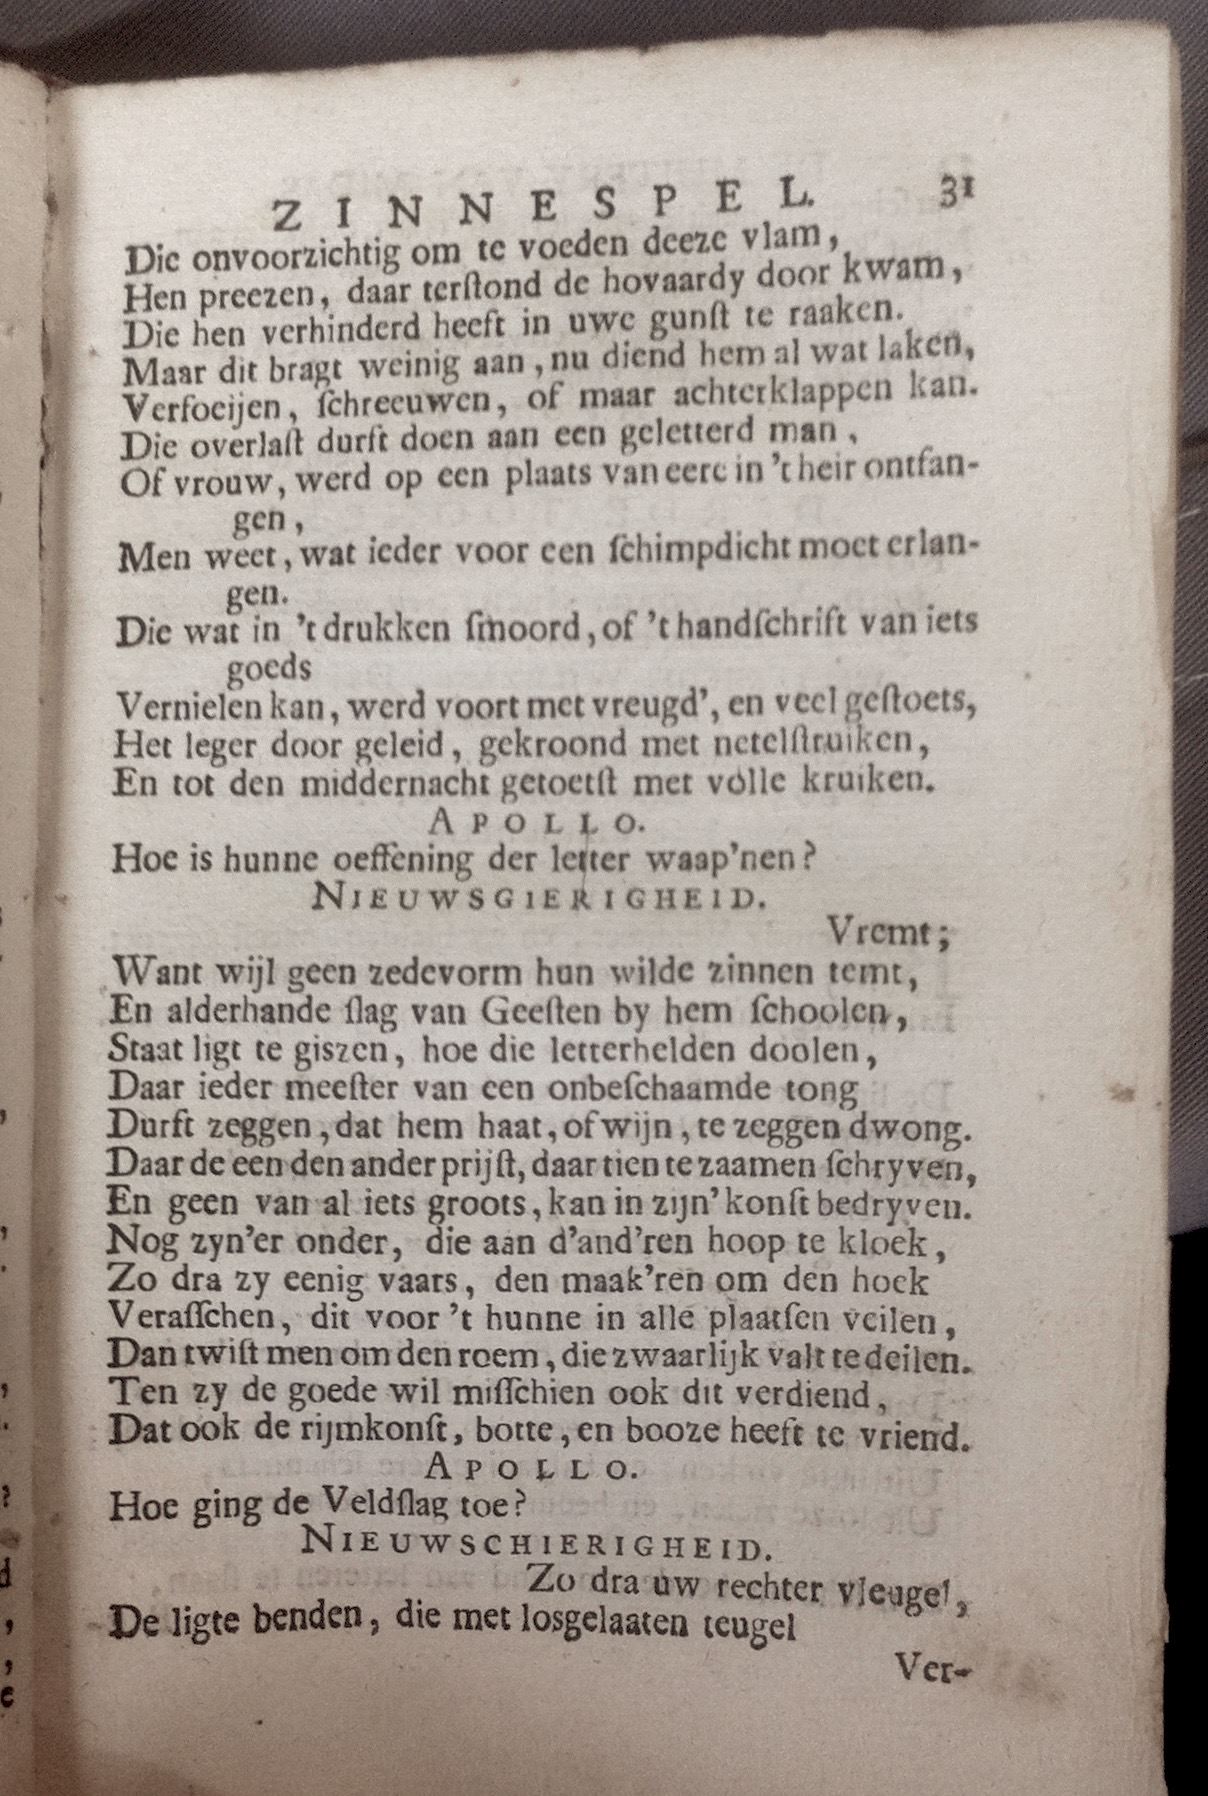 ZINNESPEL. 31
Die onvoorzichtig om te voeden deeze vlam,
Hen preezen, daar terſtond de hovaardy door kwam,
Die hen verhinderd heeft in uwe gunſt te raaken.
Maar dit bragt weinig aan, nu diend hem al wat laken,
Verfoeijen, ſchreeuwen, of maar achterklappen kan.
Die overlaſt durft doen aan een geletterd man,
Of vrouw, werd op een plaats van eere in 't heir ontfan-
gen,
Men weet, wat ieder voor een ſchimpdicht moet erlan-
gen.
Die wat in 't drukken ſmoord, of 't handſchrift van iets
goeds
Vernielen kan, werd voort met vreugd', en veel geſtoets,
Het leger door geleid, gekroond met netelſtruiken,
En tot den middernacht getoetſt met volle kruiken.
APOLLO.
Hoe is hunne oeffening der letter waap'nen?
NIEUWSGIERIGHEID.
Vremt;
Want wijl geen zedevorm hun wilde zinnen temt,
En alderhande ſlag van Geeſten by hem ſchoolen,
Staat ligt te giszen, hoe die letterhelden doolen,
Daar ieder meeſter van een onbeſchaamde tong
Durft zeggen, dat hem haat, of wijn, te zeggen dwong.
Daar de een den ander prijſt, daar tien te zaamen ſchryven,
En geen van al iets groots, kan in zijn' konſt bedryven.
Nog zyn'er onder, die aan d'and'ren hoop te kloek,
Zo dra zy eenig vaars, den maak'ren om den hoek
Veraſſchen, dit voor 't hunne in alle plaatſen veilen,
Dan twiſt men om den roem, die zwaarlijk valt te deilen.
Ten zy de goede wil miſſchien ook dit verdiend,
Dat ook de rijmkonſt, botte, en booze heeft te vriend.
APOLLO.
Hoe ging de Veldſlag toe?
NIEUWSCHIERIGHEID.
Zo dra uw rechter vleugel,
De ligte benden, die met losgelaaten teugel
Ver-